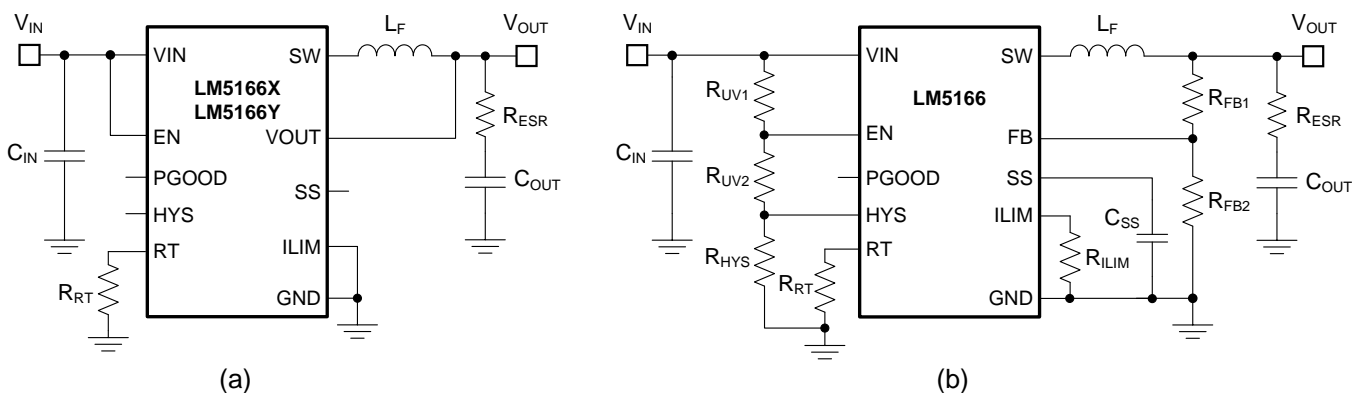 VIN
LF
VOUT
VIN
SW
LM5166X
LM5166Y
RESR
EN
VOUT
CIN
PGOOD
COUT
SS
HYS
RT
ILIM
RRT
GND
(a)
VIN
LF
VOUT
VIN
SW
RUV1
LM5166
RFB1
RESR
EN
FB
CIN
RUV2
PGOOD
SS
COUT
RFB2
HYS
ILIM
CSS
RHYS
RT
RILIM
RRT
GND
(b)